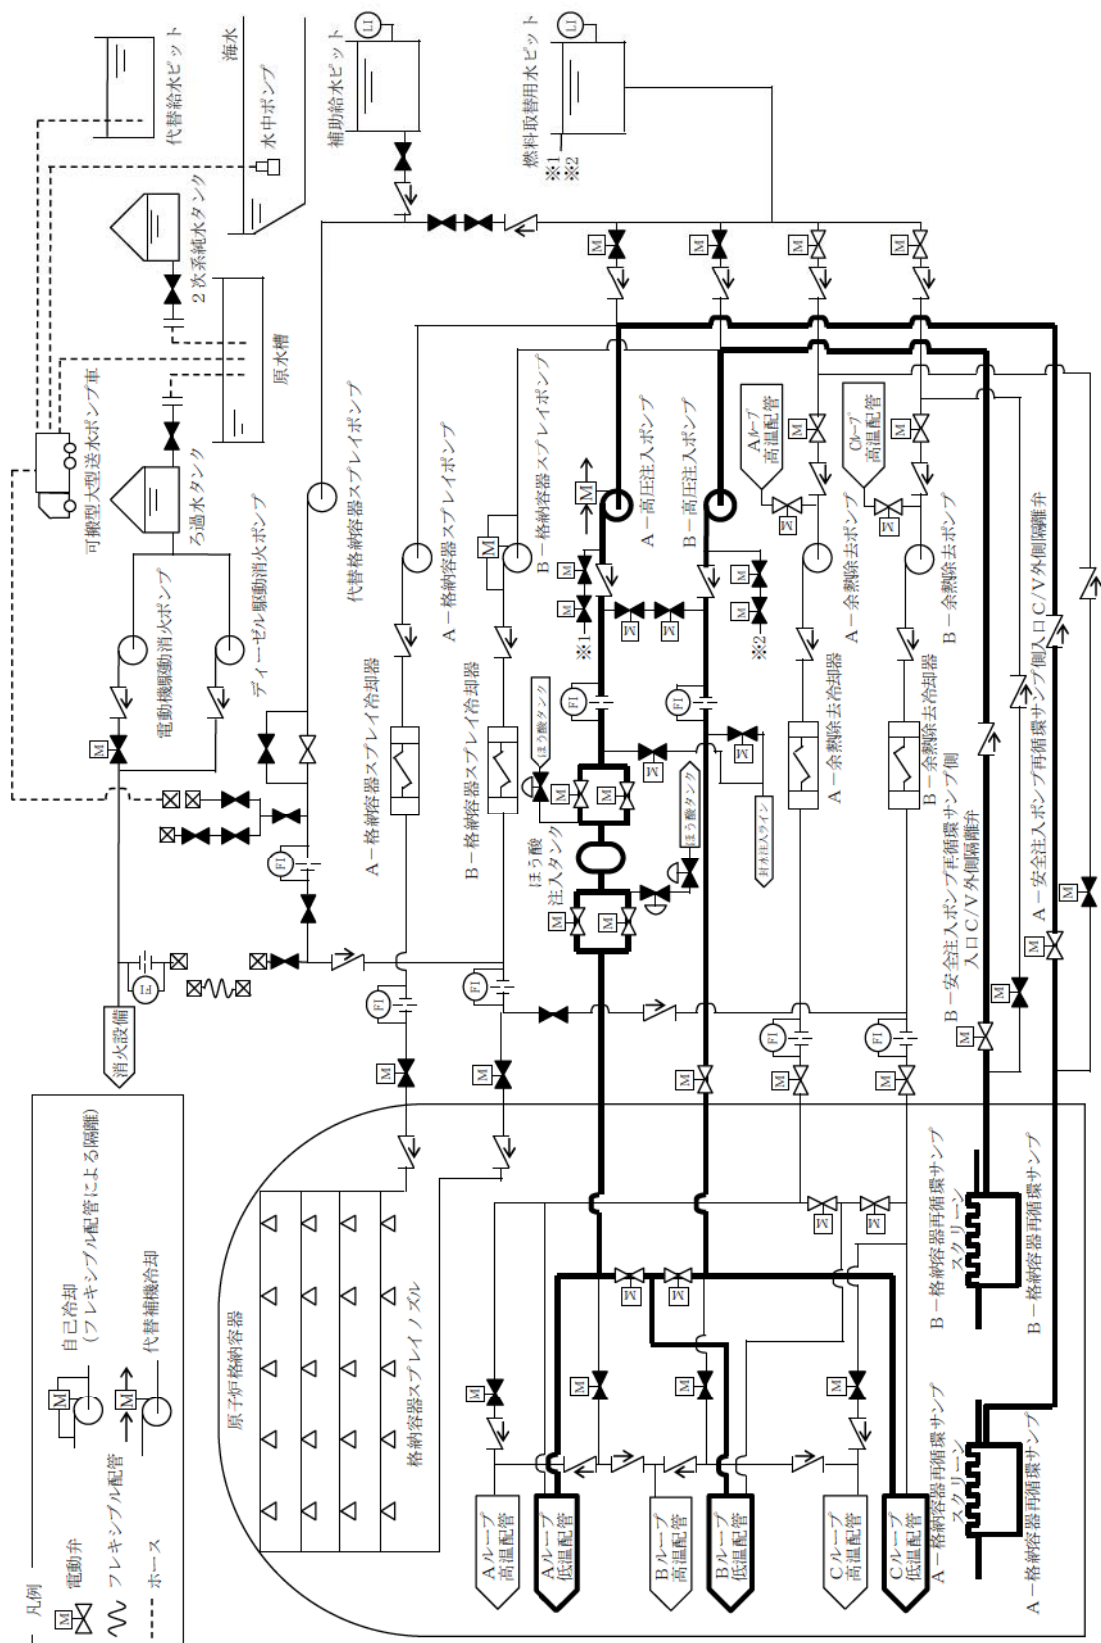 凡例
電動弁
M
フレキシブル配管
ホース
自己冷却
(フレキシブル配管による隔離)
M
代替補機冷却
M
代替給水ピット
海水
水中ポンプ
2次系純水タンク
原水槽
可搬型大型送水ポンプ車
ろ過水タンク
補助給水ピット
LI
燃料取替用水ピット
LI
※1
※2
電動機駆動消火ポンプ
ディーゼル駆動消火ポンプ
消火設備
FI
FI
M
代替格納容器スプレイポンプ
A-格納容器スプレイポンプ
B-格納容器スプレイポンプ
M
A-格納容器スプレイ冷却器
B-格納容器スプレイ冷却器
FI
FI
M
M
A-高圧注入ポンプ
B-高圧注入ポンプ
M
※1
※2
FI
FI
ほう酸タンク
ほう酸タンク
ほう酸
注入タンク
封水注入ライン
Aループ
高温配管
Cループ
高温配管
A-余熱除去ポンプ
B-余熱除去ポンプ
A-余熱除去冷却器
B-余熱除去冷却器
FI
FI
B-安全注入ポンプ再循環サンプ側
入口C/V外側隔離弁
A-安全注入ポンプ再循環サンプ側入口C/V外側隔離弁
原子炉格納容器
格納容器スプレイノズル
Aループ
高温配管
Aループ
低温配管
Bループ
高温配管
Bループ
低温配管
Cループ
高温配管
Cループ
低温配管
B-格納容器再循環サンプ
スクリーン
B-格納容器再循環サンプ
A-格納容器再循環サンプ
スクリーン
A-格納容器再循環サンプ